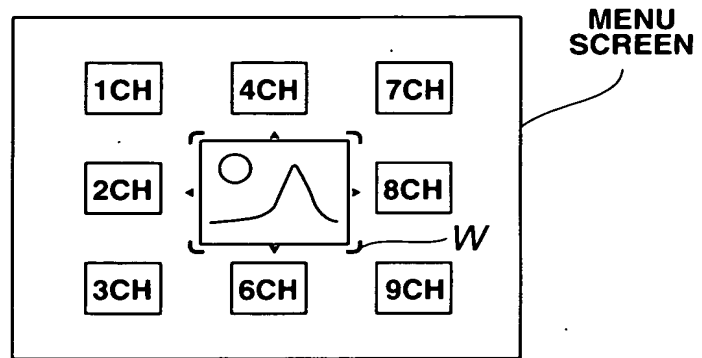 MENU
SCREEN
1CH 4CH 7CH
2CH 8CH
W
3CH 6CH 9CH